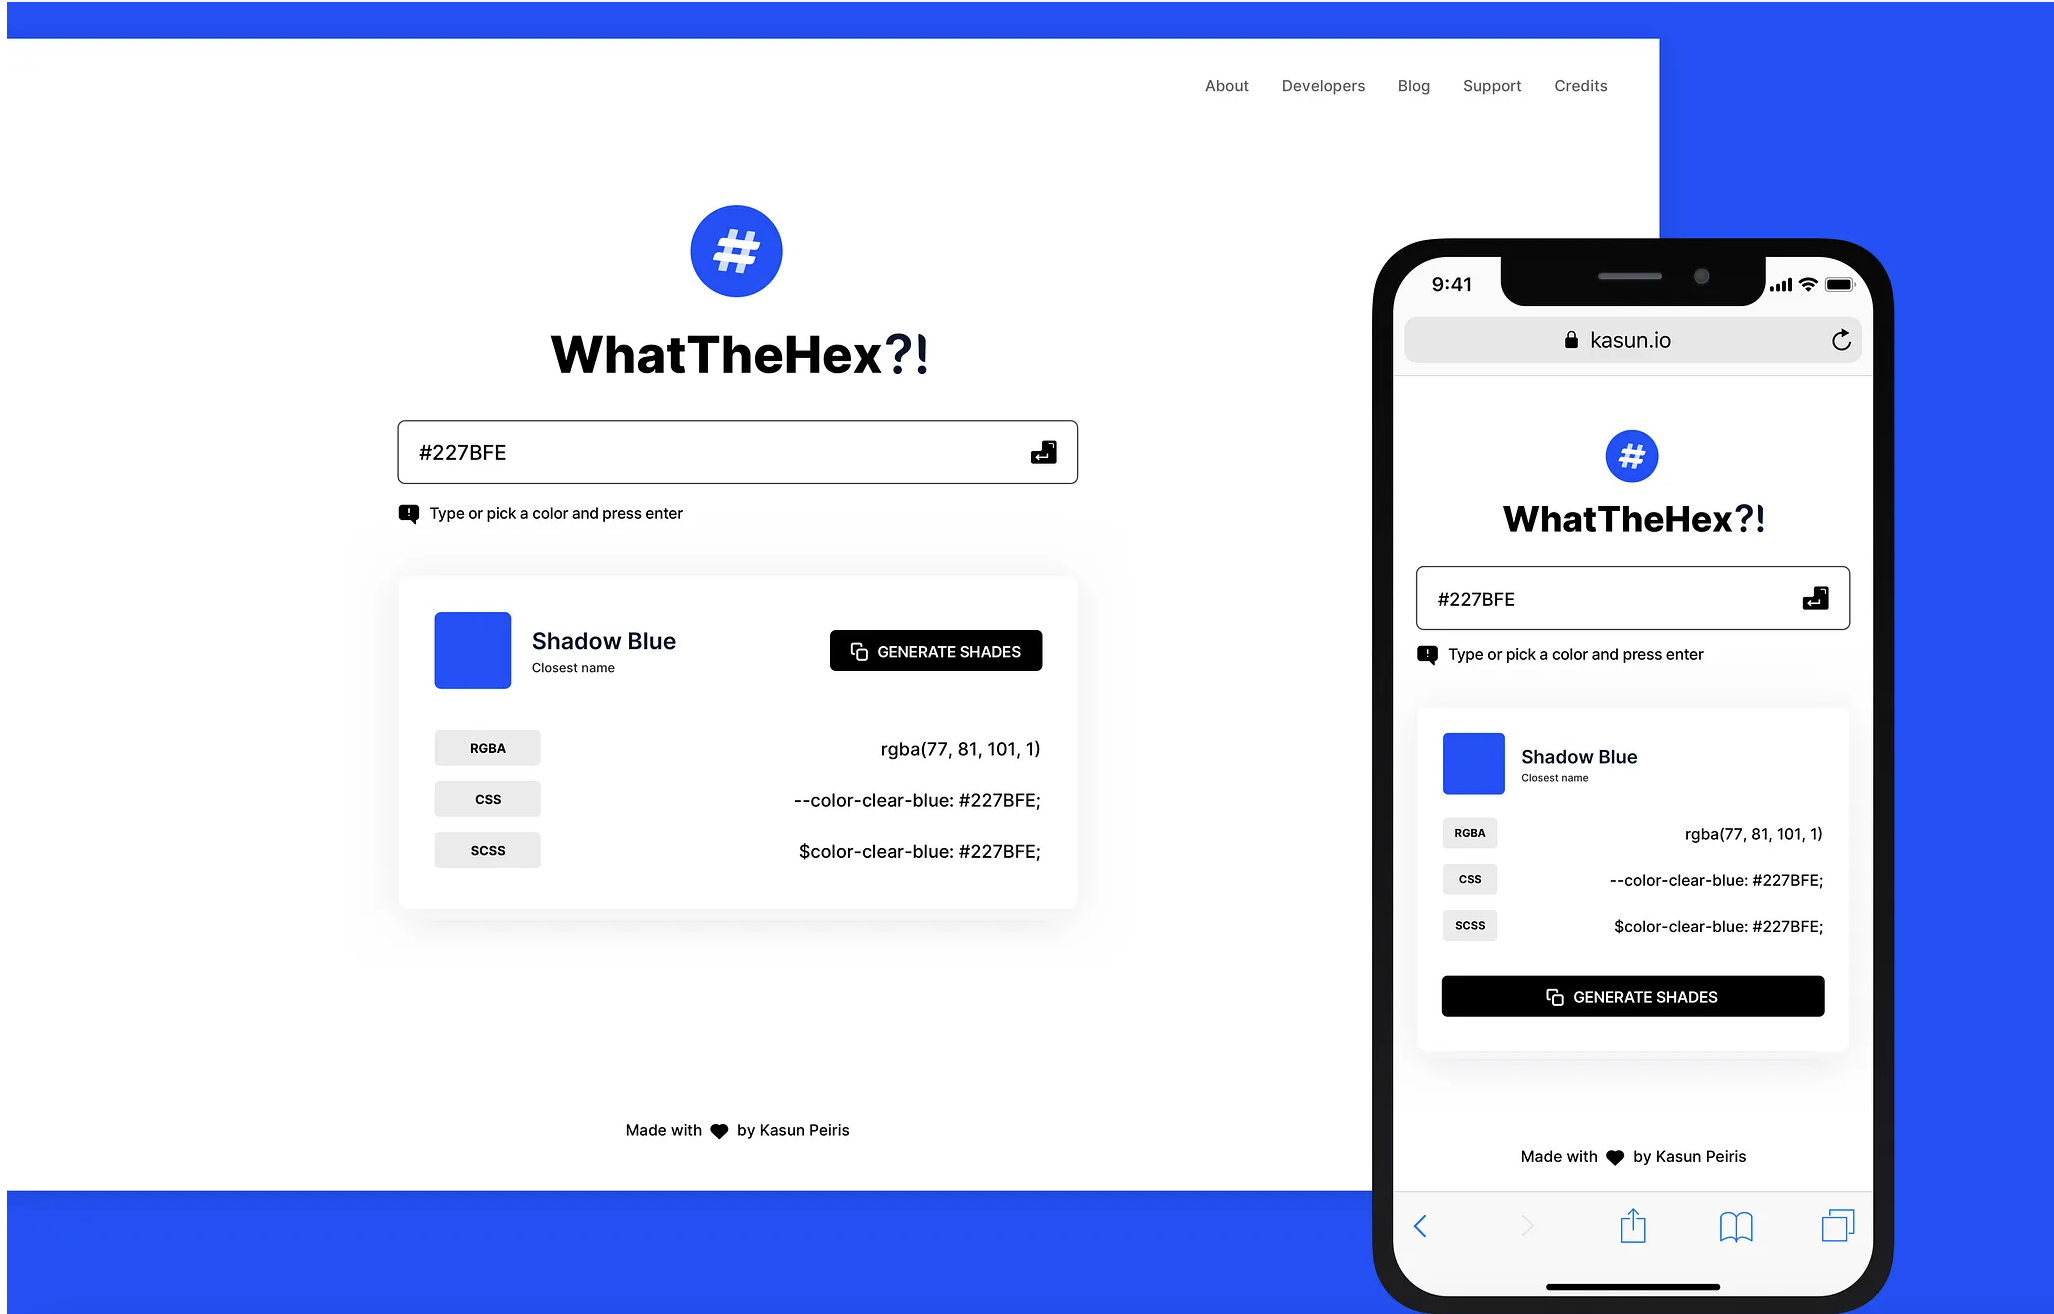 About Developers Blog Support Credits
#
WhatTheHex?!
#227BFE
Type or pick a color and press enter
Shadow Blue
Closest name
GENERATE SHADES
RGBA rgba(77, 81, 101, 1)
CSS --color-clear-blue: #227BFE;
SCSS $color-clear-blue: #227BFE;
Made with by Kasun Peiris
9:41
kasun.io
#
WhatTheHex?!
#227BFE
Type or pick a color and press enter
Shadow Blue
Closest name
RGBA rgba(77, 81, 101, 1)
CSS --color-clear-blue: #227BFE;
SCSS $color-clear-blue: #227BFE;
GENERATE SHADES
Made with by Kasun Peiris